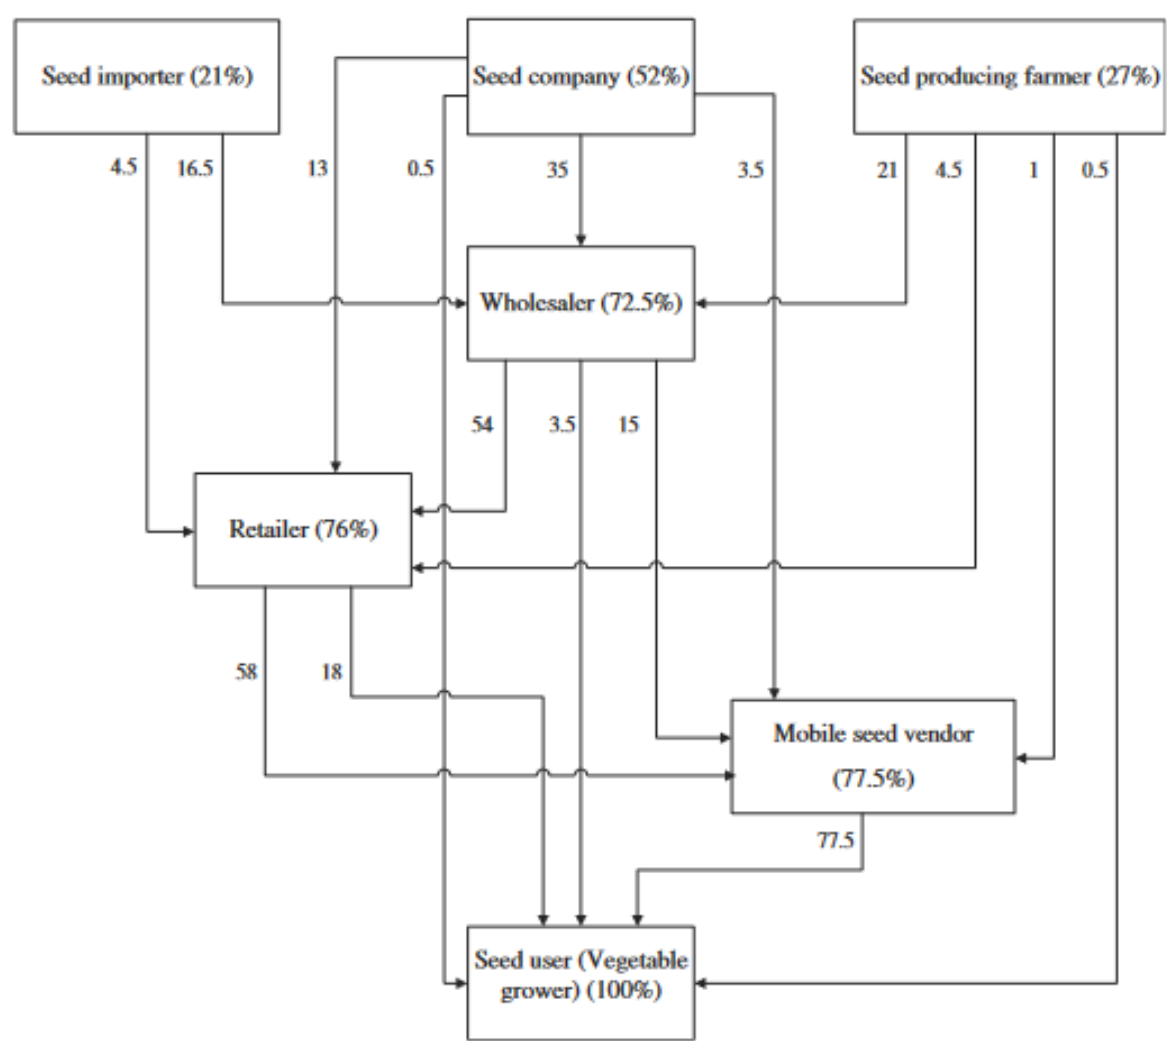 Seed importer (21%)
Seed company (52%)
Seed producing farmer (27%)
4.5
16.5
13
0.5
35
3.5
21
4.5
1
0.5
Wholesaler (72.5%)
54
3.5
15
Retailer (76%)
58
18
Mobile seed vendor
(77.5%)
77.5
Seed user (Vegetable
grower) (100%)